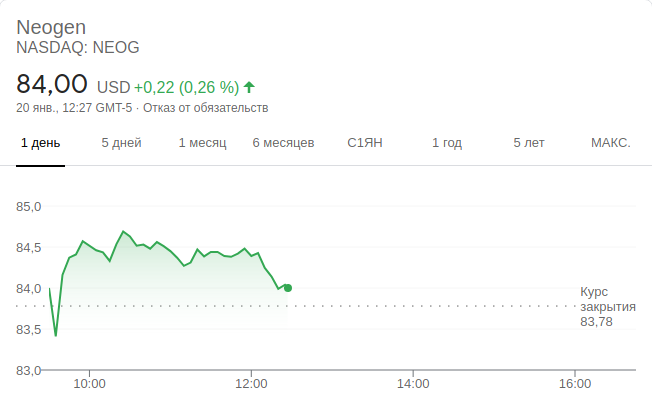 Neogen
NASDAQ: NEOG
84,00 USD +0,22 (0,26 %)
20 янв., 12:27 GMT-5 · Отказ от обязательств
1 день 5 дней 1 месяц 6 месяцев С1ЯН 1 год 5 лет МАКС.
85,0
84,5
84,0
83,5
83,0
Курс
закрытия
83,78
10:00 12:00 14:00 16:00